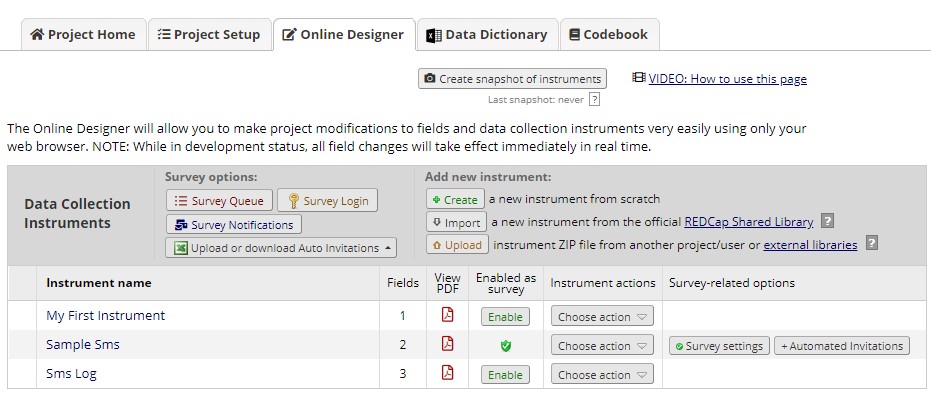 Project Home Project Setup Online Designer Data Dictionary Codebook
Create snapshot of instruments VIDEO: How to use this page
Last snapshot: never ?
The Online Designer will allow you to make project modifications to fields and data collection instruments very easily using only your
web browser. NOTE: While in development status, all field changes will take effect immediately in real time.
Data Collection Instruments
Survey options:
Survey Queue Survey Login
Survey Notifications
Upload or download Auto Invitations
Add new instrument:
Create a new instrument from scratch
Import a new instrument from the official REDCap Shared Library ?
Upload instrument ZIP file from another project/user or external libraries ?
Instrument name Fields View PDF Enabled as survey Instrument actions Survey-related options
My First Instrument 1 Enable Choose action
Sample Sms 2 Choose action Survey settings + Automated Invitations
Sms Log 3 Enable Choose action